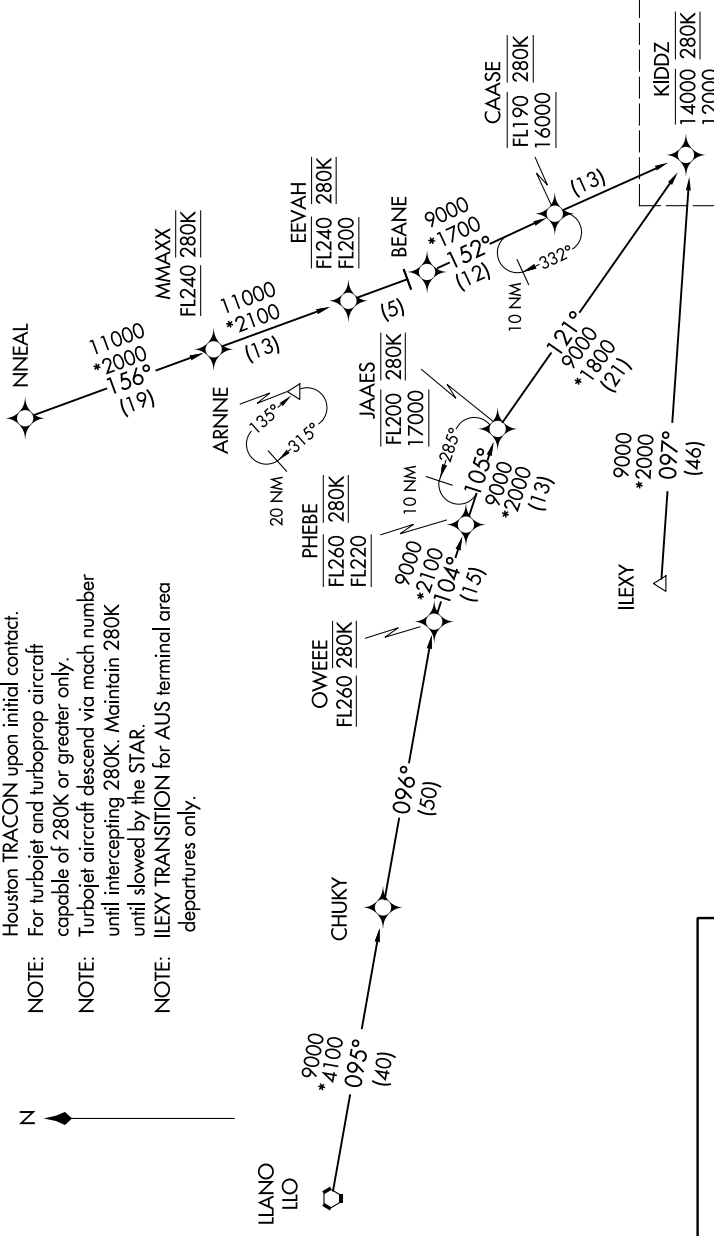 Houston TRACON upon initial contact.
NOTE: For turbojet and turboprop aircraft
capable of 280K or greater only.
NOTE: Turbojet aircraft descend via mach number
until intercepting 280K. Maintain 280K
until slowed by the STAR.
NOTE: ILEXY TRANSITION for AUS terminal area
departures only.
N
LLANO
LLO
9000
*4100
095°
(40)
CHUKY
096°
(50)
OWEEE
FL260 280K
9000
*2100
104°
(15)
PHEBE
FL260 280K
FL220
10 NM
285°
105°
9000
*2000
(13)
JAAES
FL200 280K
17000
121°
9000
*1800
(21)
ILEXY
9000
*2000
097°
(46)
NNEAL
11000
*2000
156°
(19)
MMAXX
FL240 280K
11000
*2100
(13)
ARNNE
135°
315°
20 NM
EEVAH
FL240 280K
FL200
(5)
BEANE
9000
*1700
152°
(12)
CAASE
FL190 280K
16000
332°
10 NM
(13)
KIDDZ
14000 280K
12000